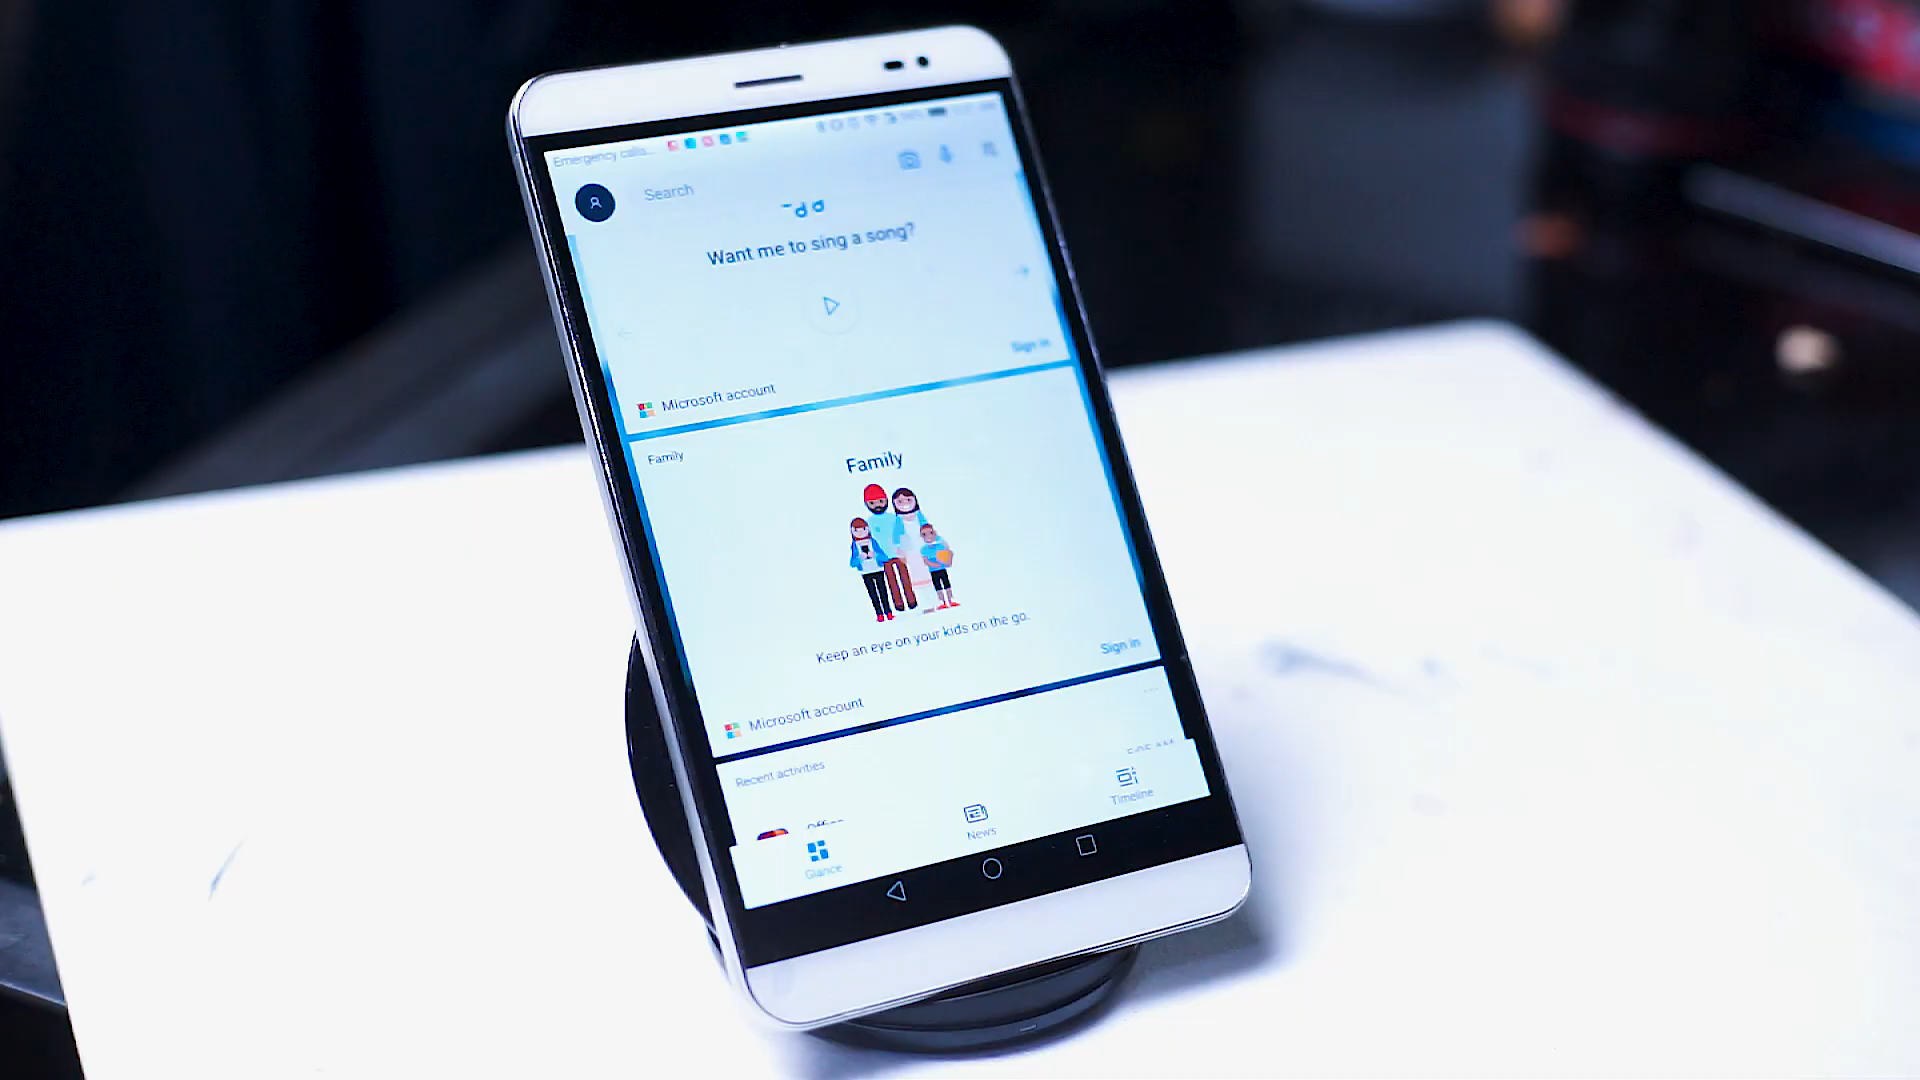 Emergency calls...
Search
Want me to sing a song?
Sign in
Microsoft account
Family
Family
Keep an eye on your kids on the go.
Sign in
Microsoft account
Recent activities
Office
Glance
News
Timeline